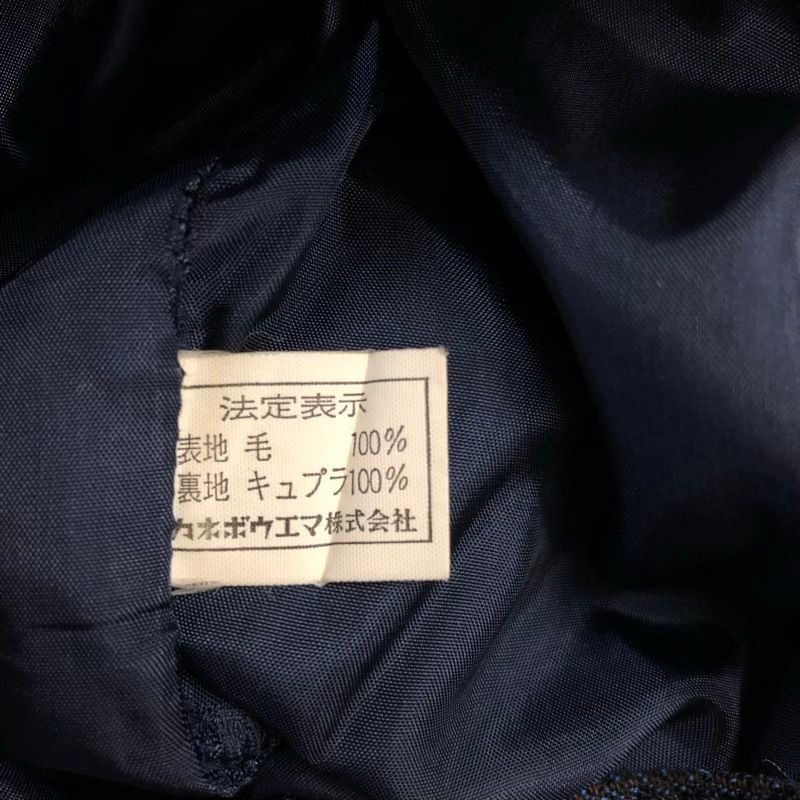 法定表示
表地 毛 100%
裏地 キュプラ100%
カネボウエマ株式会社